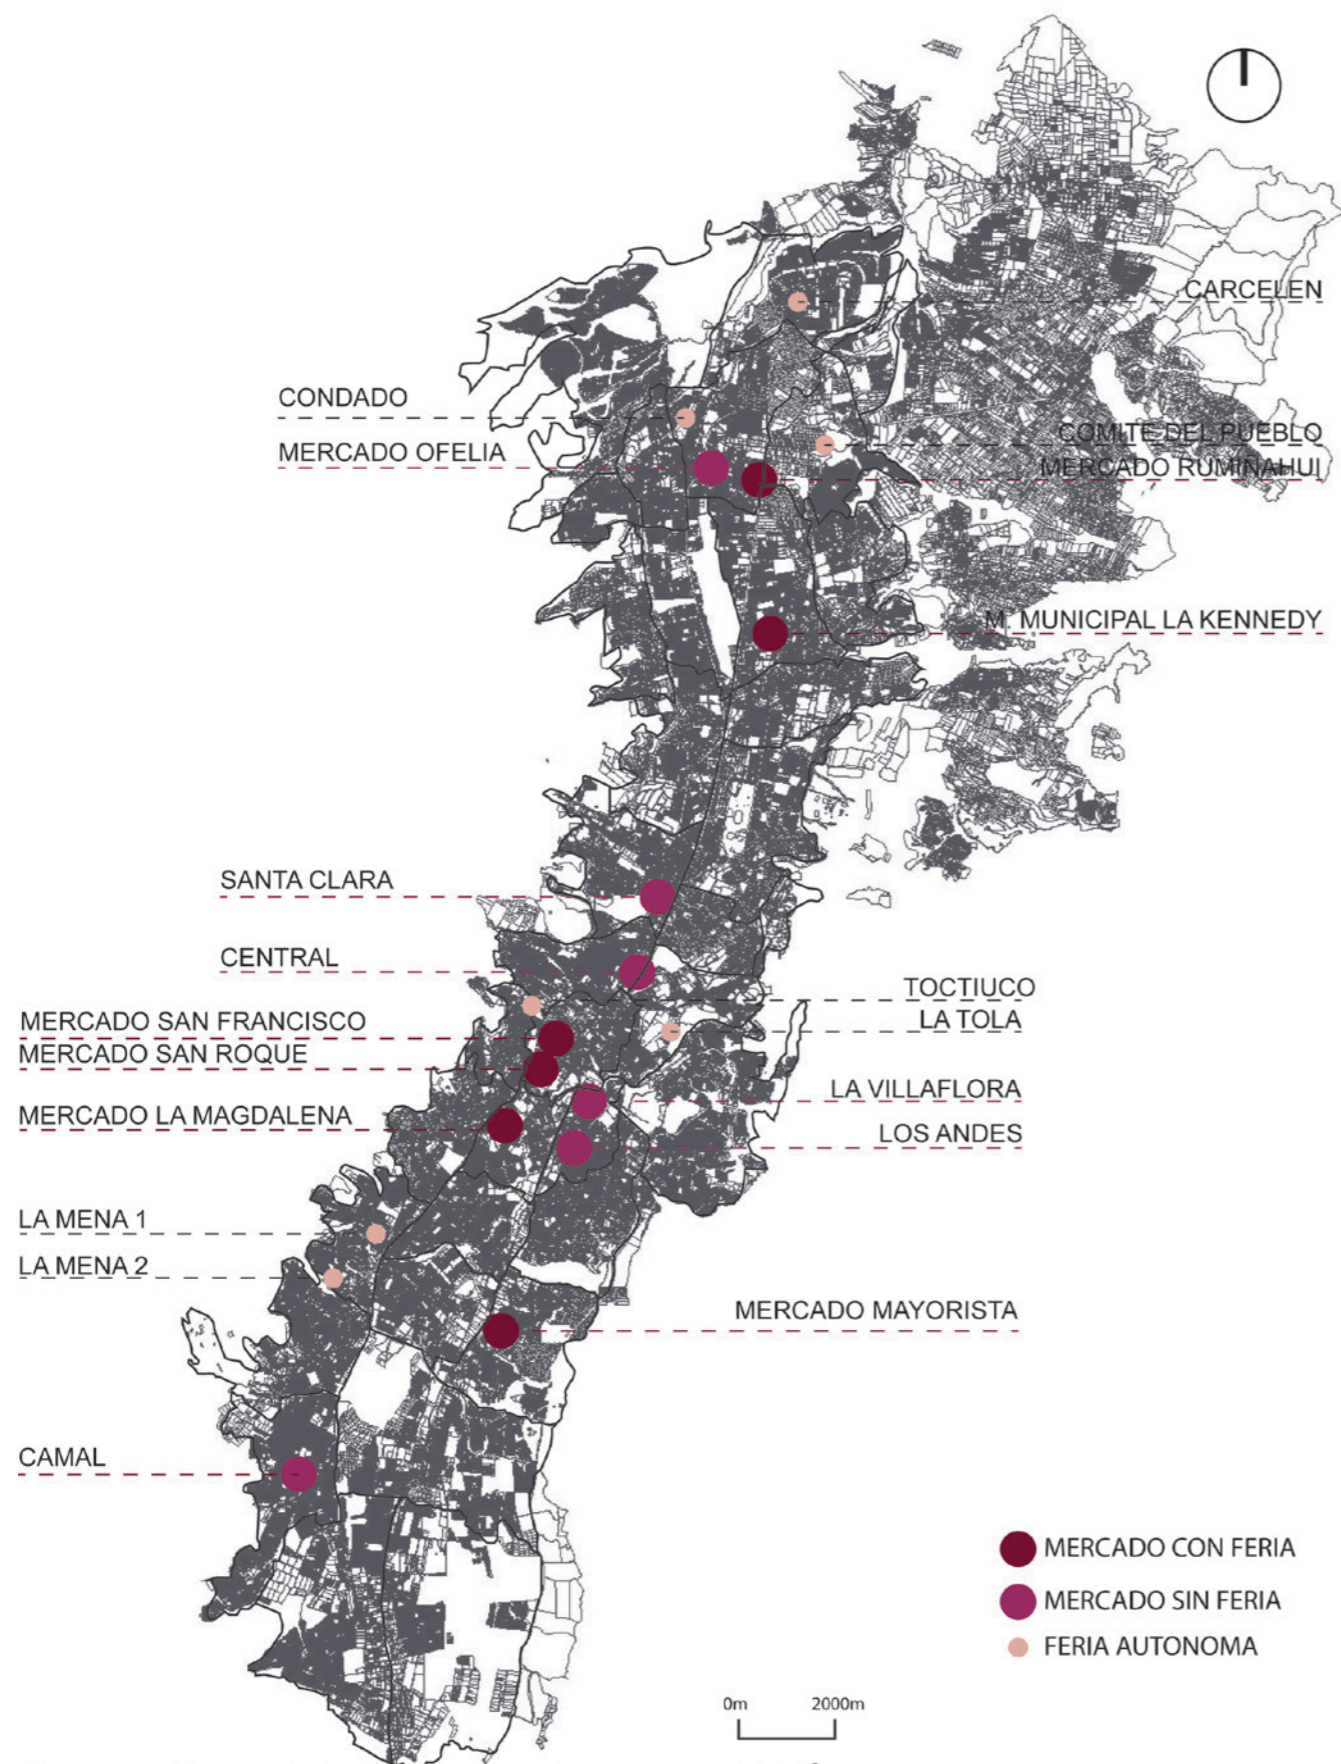 CARCELEN
CONDADO
COMITE DEL PUEBLO
MERCADO OFELIA
MERCADO RUMINAHUI
M. MUNICIPAL LA KENNEDY
SANTA CLARA
CENTRAL
TOCTIUCO
LA TOLA
MERCADO SAN FRANCISCO
MERCADO SAN ROQUE
LA VILLAFLORA
MERCADO LA MAGDALENA
LOS ANDES
LA MENA 1
LA MENA 2
MERCADO MAYORISTA
CAMAL
MERCADO CON FERIA
MERCADO SIN FERIA
FERIA AUTONOMA
0m 2000m